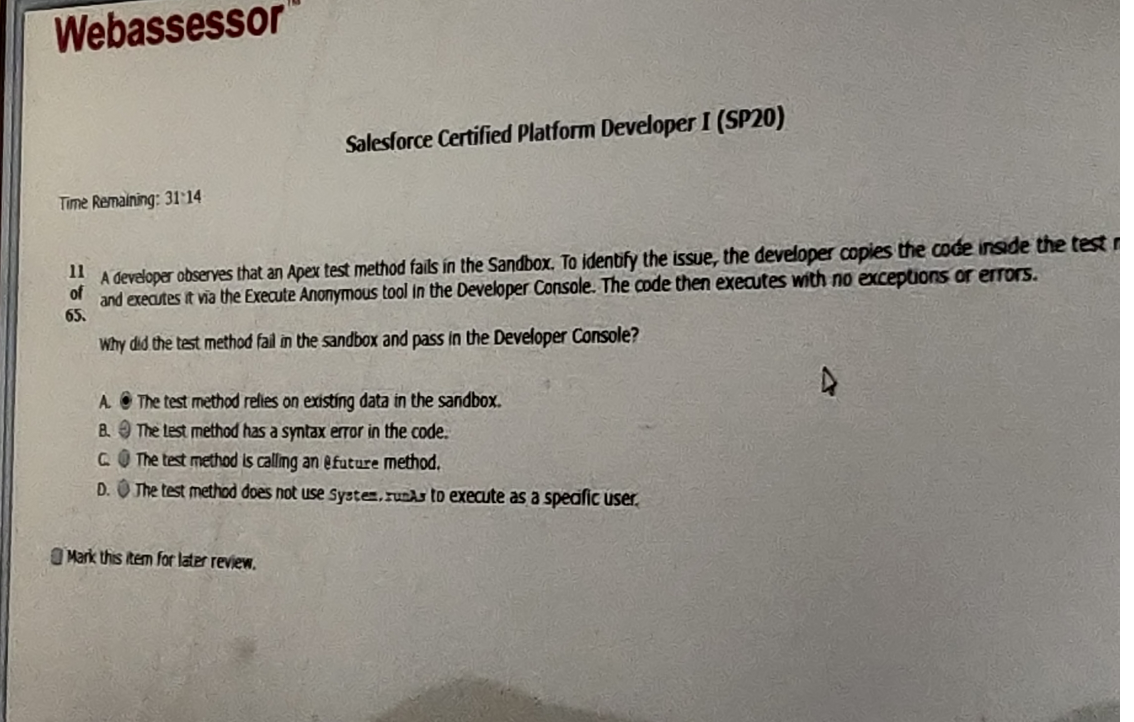 Webassessor™
Salesforce Certified Platform Developer I (SP20)
Time Remaining: 31:14
11 of 65. A developer observes that an Apex test method fails in the Sandbox. To identify the issue, the developer copies the code inside the test
and executes it via the Execute Anonymous tool in the Developer Console. The code then executes with no exceptions or errors.
Why did the test method fail in the sandbox and pass in the Developer Console?
A. The test method relies on existing data in the sandbox.
B. The test method has a syntax error in the code.
C. The test method is calling an @future method.
D. The test method does not use System.runAs to execute as a specific user.
Mark this item for later review.